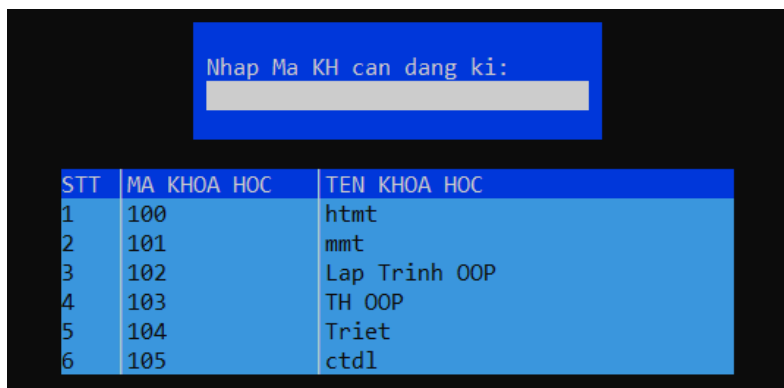 Nhap Ma KH can dang ki:
STT MA KHOA HOC TEN KHOA HOC
1 100 htmt
2 101 mmt
3 102 Lap Trinh OOP
4 103 TH OOP
5 104 Triet
6 105 ctdl